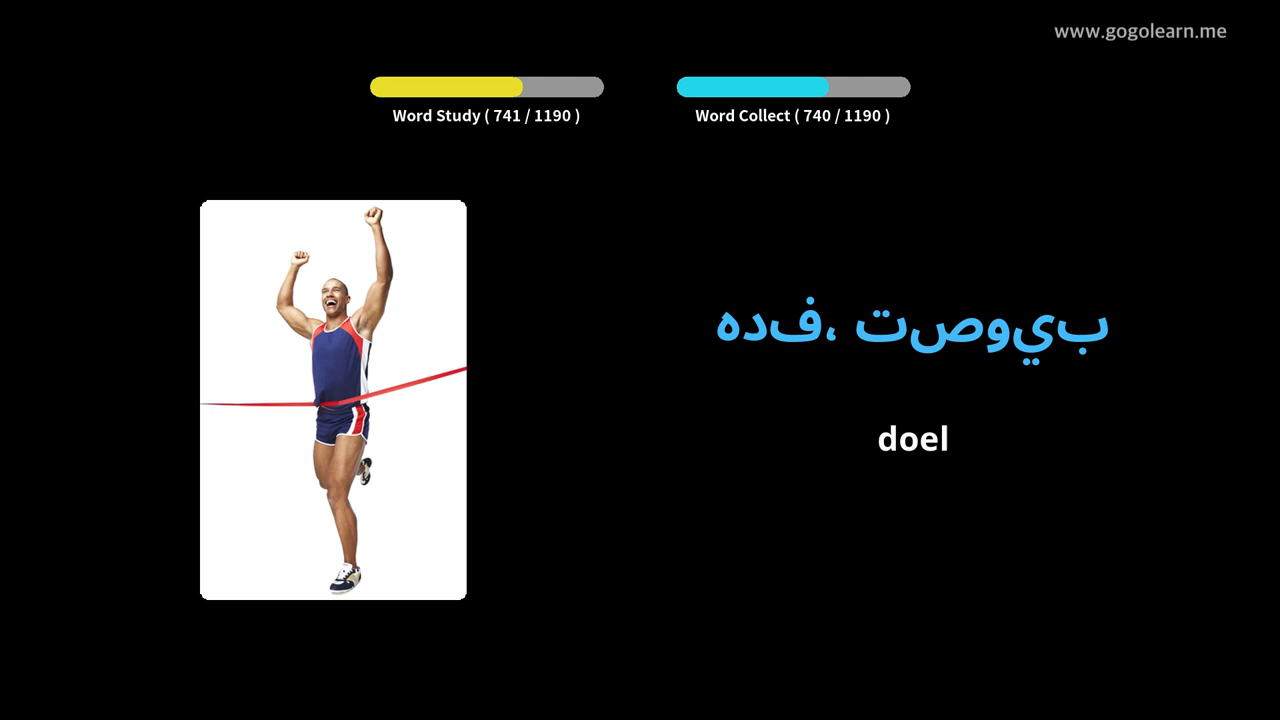 www.gogolearn.me
Word Study ( 741 / 1190 )
Word Collect ( 740 / 1190 )
هدف، تصويب
doel